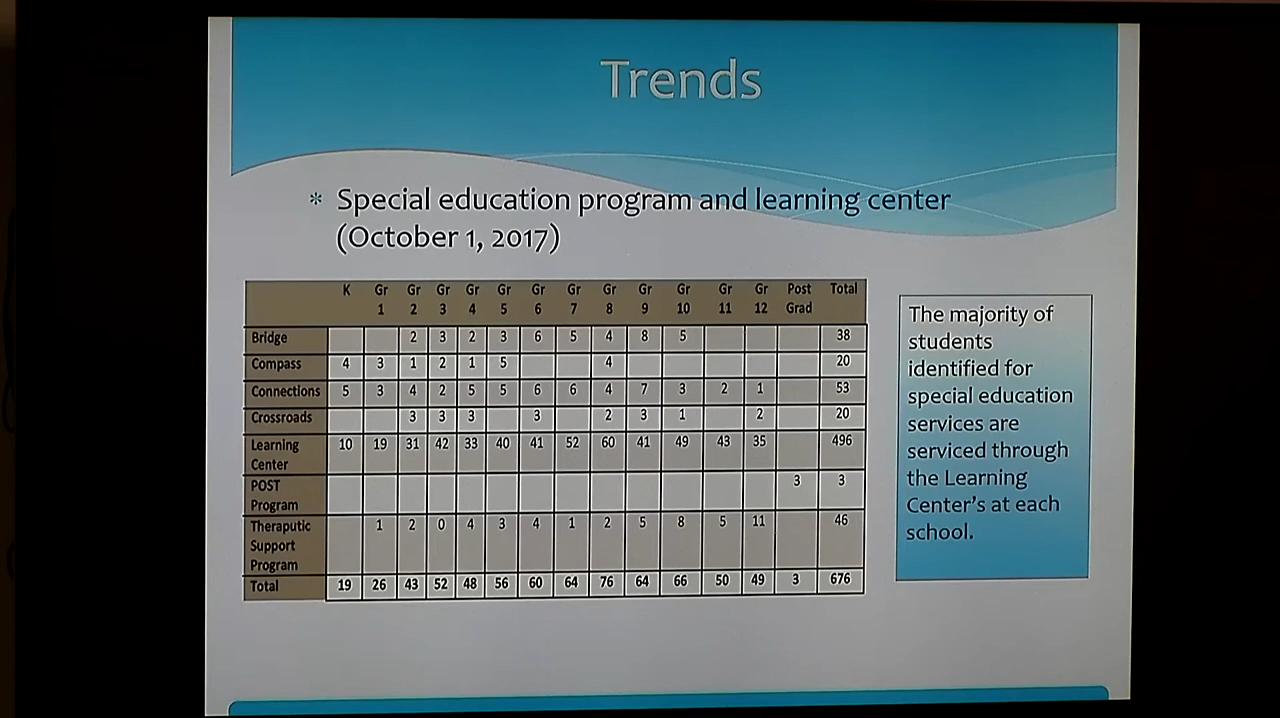 Trends
* Special education program and learning center
(October 1, 2017)
K Gr 1 Gr 2 Gr 3 Gr 4 Gr 5 Gr 6 Gr 7 Gr 8 Gr 9 Gr 10 Gr 11 Gr 12 Post Grad Total
Bridge 2 3 2 3 6 5 4 8 5 38
Compass 4 3 1 2 1 5 4 20
Connections 5 3 4 2 5 5 6 6 4 7 3 2 1 53
Crossroads 3 3 3 3 2 3 1 2 20
Learning Center 10 19 31 42 33 40 41 52 60 41 49 43 35 496
POST Program 3 3
Theraputic Support Program 1 2 0 4 3 4 1 2 5 8 5 11 46
Total 19 26 43 52 48 56 60 64 76 64 66 50 49 3 676
The majority of
students
identified for
special education
services are
serviced through
the Learning
Center's at each
school.